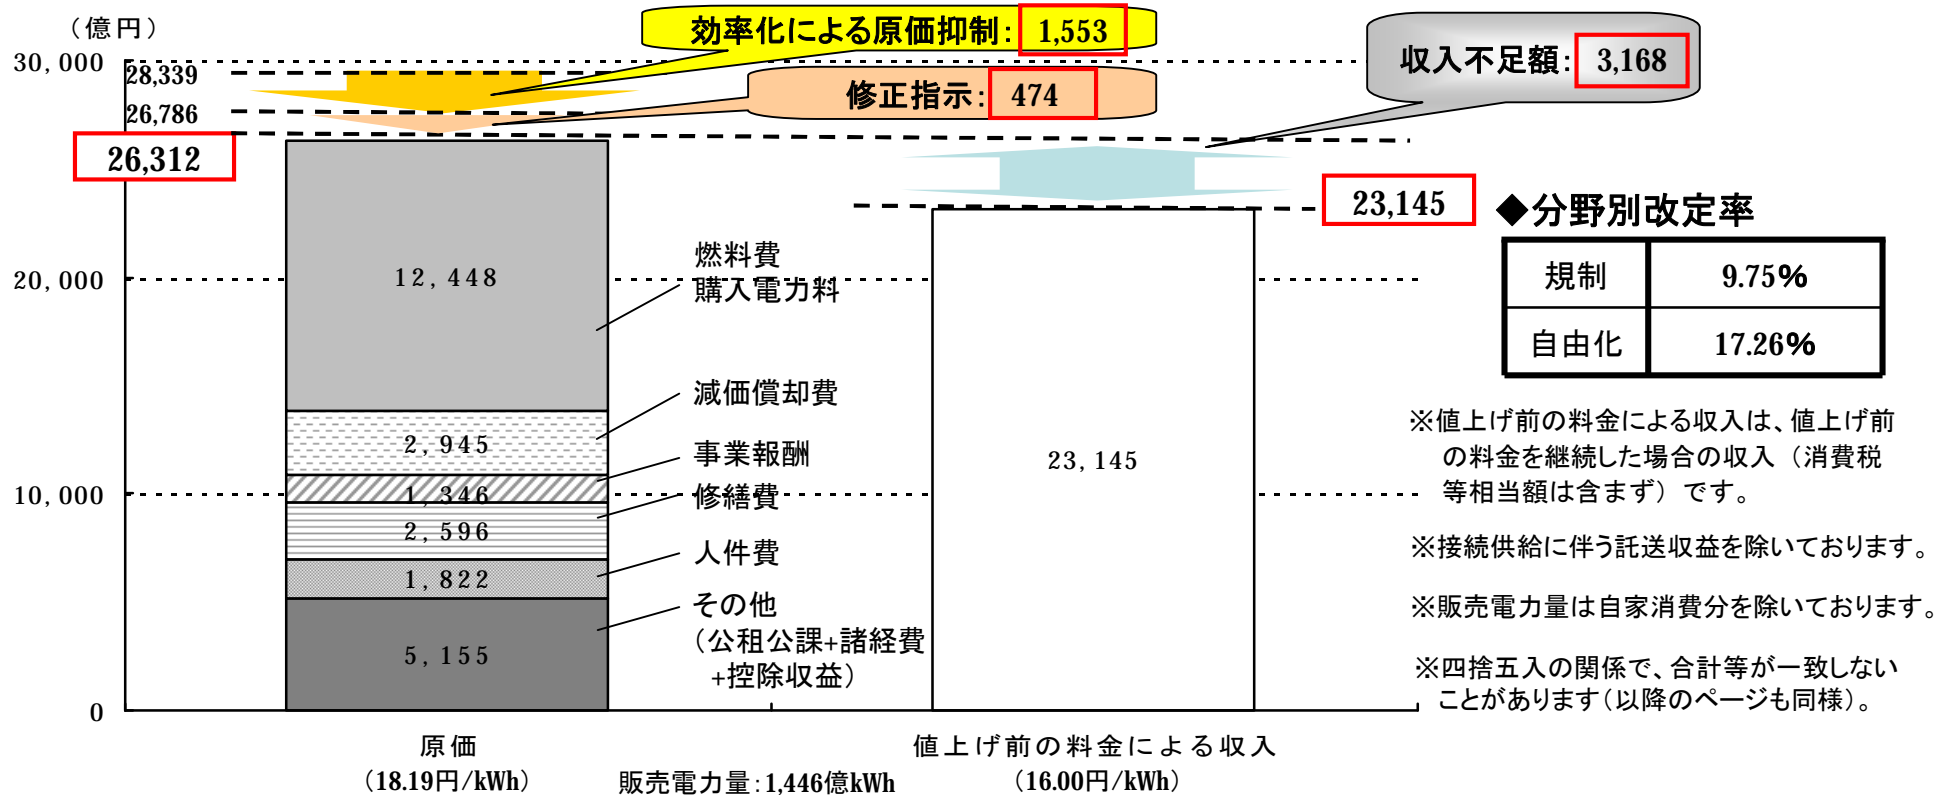 （億円）
30,000
20,000
10,000
0
28,339
26,786
26,312
効率化による原価抑制：1,553
修正指示：474
収入不足額：3,168
23,145
12,448
2,945
1,346
2,596
1,822
5,155
燃料費
購入電力料
減価償却費
事業報酬
修繕費
人件費
その他
（公租公課+諸経費
+控除収益）
23,145
原価
（18.19円/kWh）
販売電力量：1,446億kWh
値上げ前の料金による収入
（16.00円/kWh）
◆分野別改定率
規制 9.75%
自由化 17.26%
※値上げ前の料金による収入は、値上げ前
の料金を継続した場合の収入（消費税
等相当額は含まず）です。
※接続供給に伴う託送収益を除いております。
※販売電力量は自家消費分を除いております。
※四捨五入の関係で、合計等が一致しない
ことがあります（以降のページも同様）。